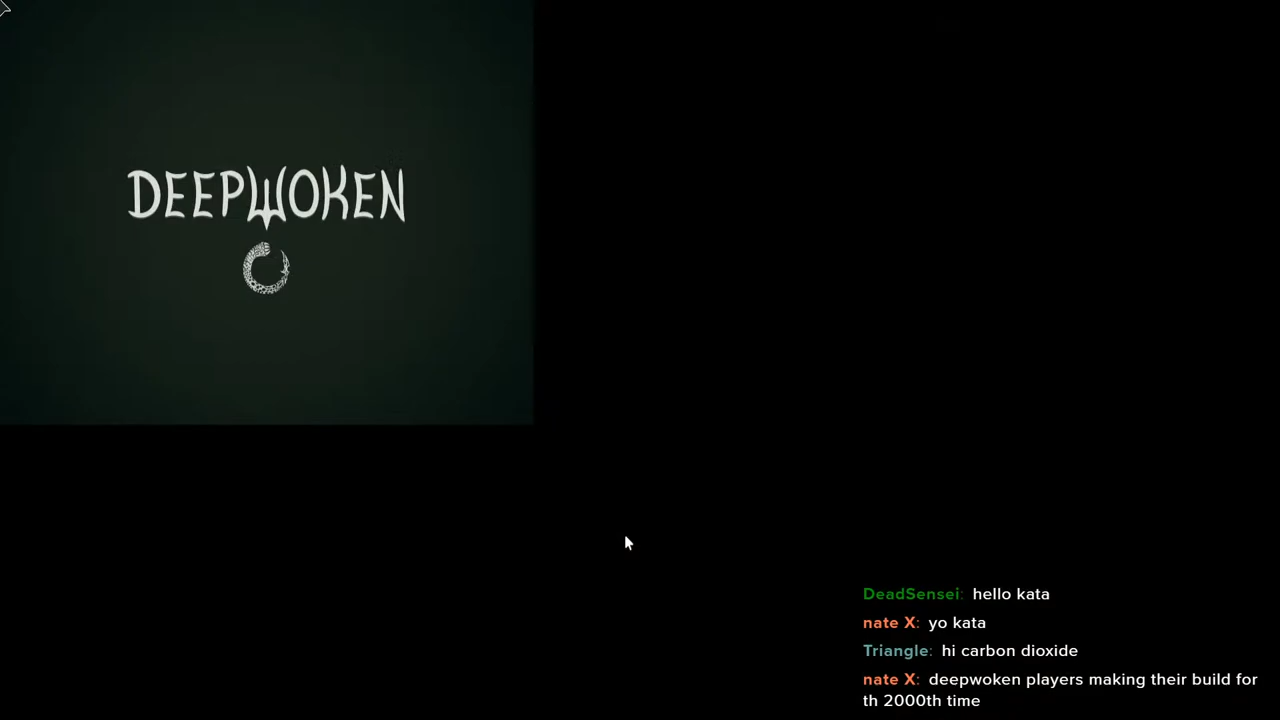 DEEPWOKEN
DeadSensei: hello kata
nate X: yo kata
Triangle: hi carbon dioxide
nate X: deepwoken players making their build for
th 2000th time